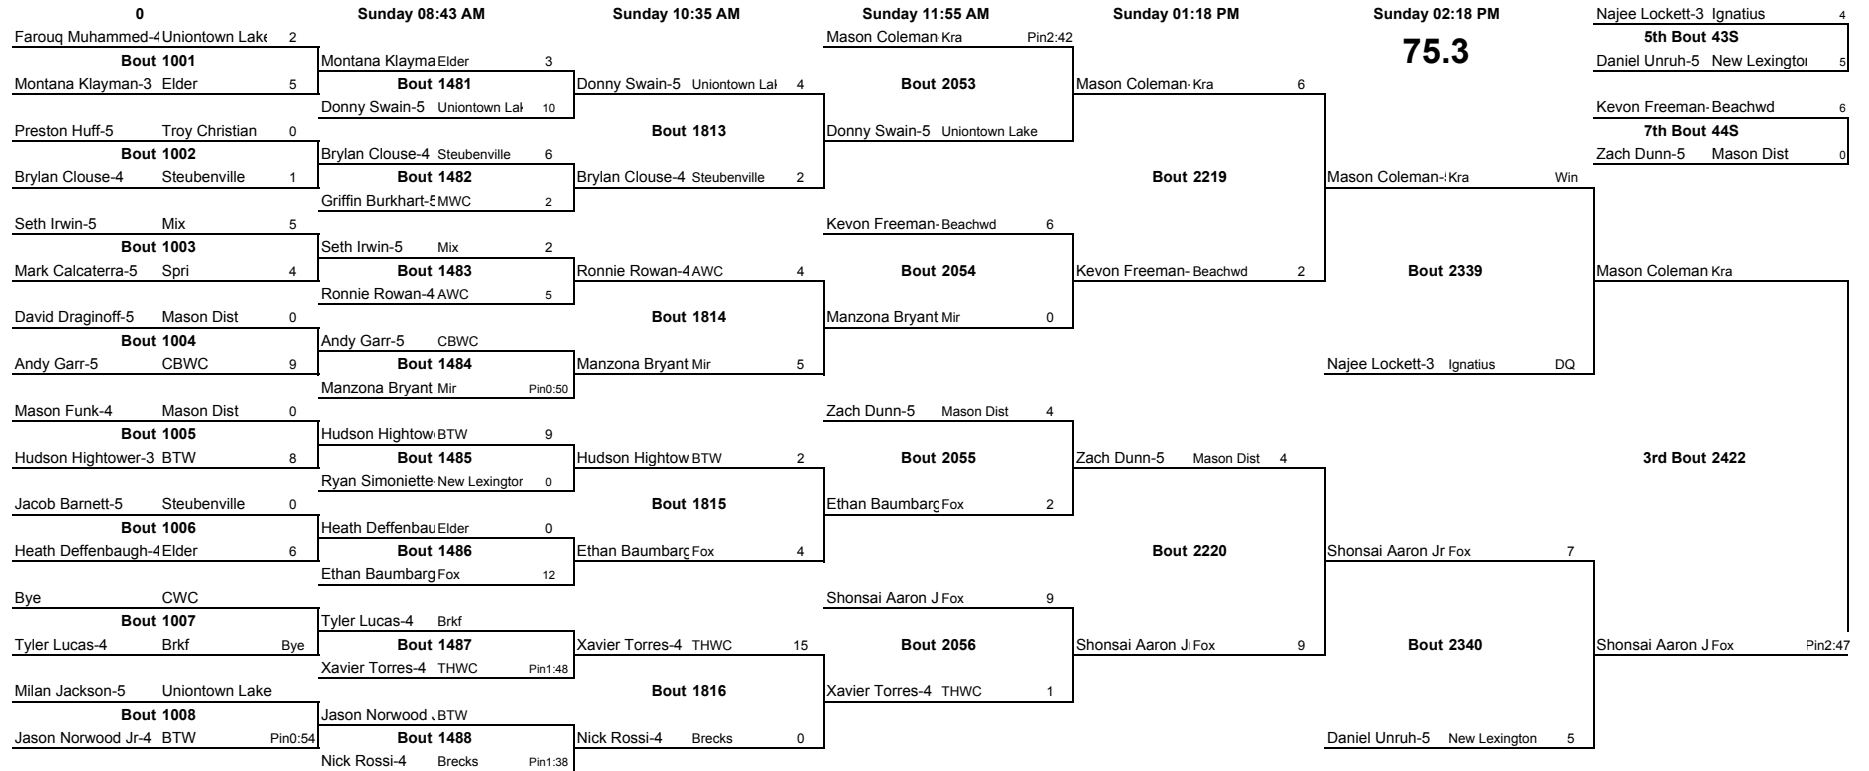 0 Sunday 08:43 AM Sunday 10:35 AM Sunday 11:55 AM Sunday 01:18 PM Sunday 02:18 PM
75.3
Farouq Muhammed-4 Uniontown Lake 2
Bout 1001
Montana Klayman-3 Elder 5
Preston Huff-5 Troy Christian 0
Bout 1002
Brylan Clouse-4 Steubenville 1
Seth Irwin-5 Mix 5
Bout 1003
Mark Calcaterra-5 Spri 4
David Draginoff-5 Mason Dist 0
Bout 1004
Andy Garr-5 CBWC 9
Mason Funk-4 Mason Dist 0
Bout 1005
Hudson Hightower-3 BTW 8
Jacob Barnett-5 Steubenville 0
Bout 1006
Heath Deffenbaugh-4 Elder 6
Bye CWC
Bout 1007
Tyler Lucas-4 Brkf Bye
Milan Jackson-5 Uniontown Lake
Bout 1008
Jason Norwood Jr-4 BTW Pin0:54
Montana Klayma Elder 3
Bout 1481
Donny Swain-5 Uniontown Lak 10
Brylan Clouse-4 Steubenville 6
Bout 1482
Griffin Burkhart-5 MWC 2
Seth Irwin-5 Mix 2
Bout 1483
Ronnie Rowan-4 AWC 5
Andy Garr-5 CBWC
Bout 1484
Manzona Bryant Mir Pin0:50
Hudson Hightow BTW 9
Bout 1485
Ryan Simoniette New Lexington 0
Heath Deffenbau Elder 0
Bout 1486
Ethan Baumbarg Fox 12
Tyler Lucas-4 Brkf
Bout 1487
Xavier Torres-4 THWC Pin1:48
Jason Norwood J BTW
Bout 1488
Nick Rossi-4 Brecks Pin1:38
Donny Swain-5 Uniontown Lak 4
Bout 1813
Brylan Clouse-4 Steubenville 2
Ronnie Rowan-4 AWC 4
Bout 1814
Manzona Bryant Mir 5
Hudson Hightow BTW 2
Bout 1815
Ethan Baumbarg Fox 4
Xavier Torres-4 THWC 15
Bout 1816
Nick Rossi-4 Brecks 0
Mason Coleman Kra Pin2:42
Bout 2053
Donny Swain-5 Uniontown Lake
Kevon Freeman- Beachwd 6
Bout 2054
Manzona Bryant Mir 0
Zach Dunn-5 Mason Dist 4
Bout 2055
Ethan Baumbarg Fox 2
Shonsai Aaron J Fox 9
Bout 2056
Xavier Torres-4 THWC 1
Mason Coleman- Kra 6
Bout 2219
Kevon Freeman- Beachwd 2
Zach Dunn-5 Mason Dist 4
Bout 2220
Shonsai Aaron J Fox 9
Mason Coleman- Kra Win
Bout 2339
Najee Lockett-3 Ignatius DQ
Shonsai Aaron Jr Fox 7
Bout 2340
Daniel Unruh-5 New Lexington 5
Najee Lockett-3 Ignatius 4
5th Bout 43S
Daniel Unruh-5 New Lexington 5
Kevon Freeman- Beachwd 6
7th Bout 44S
Zach Dunn-5 Mason Dist 0
Mason Coleman Kra
3rd Bout 2422
Shonsai Aaron J Fox Pin2:47